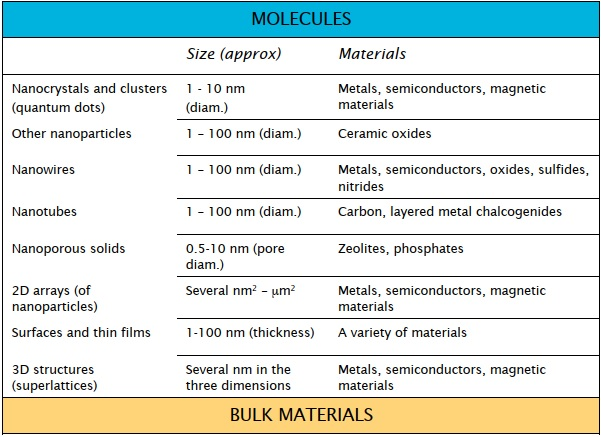 MOLECULES
Size (approx) Materials
Nanocrystals and clusters 1 - 10 nm Metals, semiconductors, magnetic
(quantum dots) (diam.) materials
Other nanoparticles 1 – 100 nm (diam.) Ceramic oxides
Nanowires 1 – 100 nm (diam.) Metals, semiconductors, oxides, sulfides,
nitrides
Nanotubes 1 – 100 nm (diam.) Carbon, layered metal chalcogenides
Nanoporous solids 0.5-10 nm (pore Zeolites, phosphates
diam.)
2D arrays (of Several nm² – μm² Metals, semiconductors, magnetic
nanoparticles) materials
Surfaces and thin films 1-100 nm (thickness) A variety of materials
3D structures Several nm in the Metals, semiconductors, magnetic
(superlattices) three dimensions materials
BULK MATERIALS